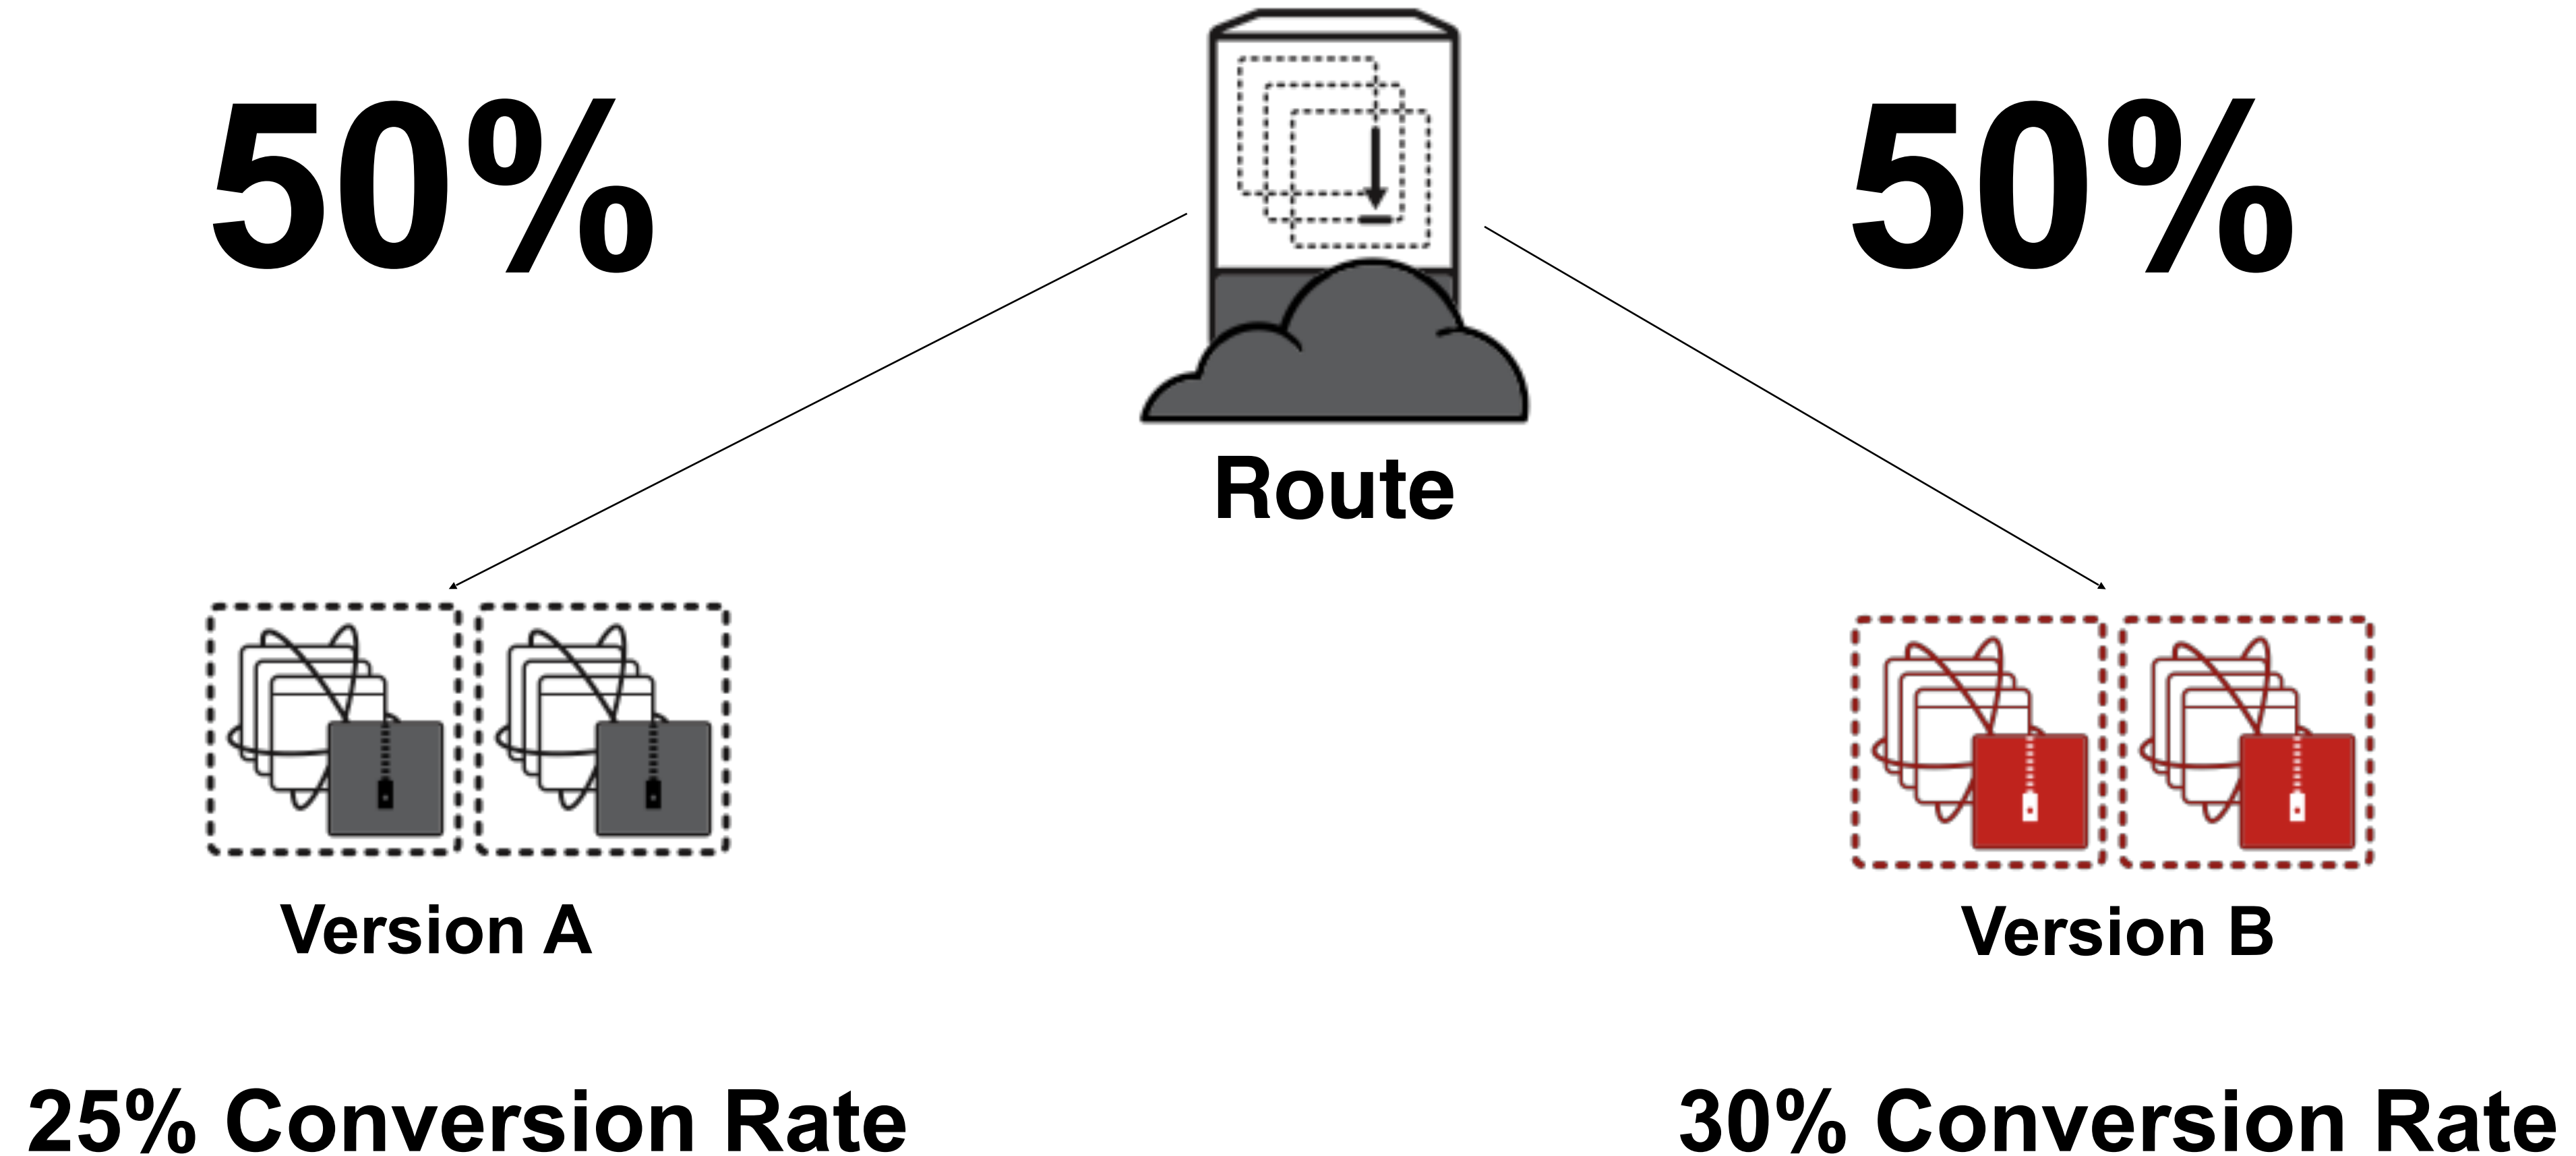 50%
50%
Route
Version A
Version B
25% Conversion Rate
30% Conversion Rate